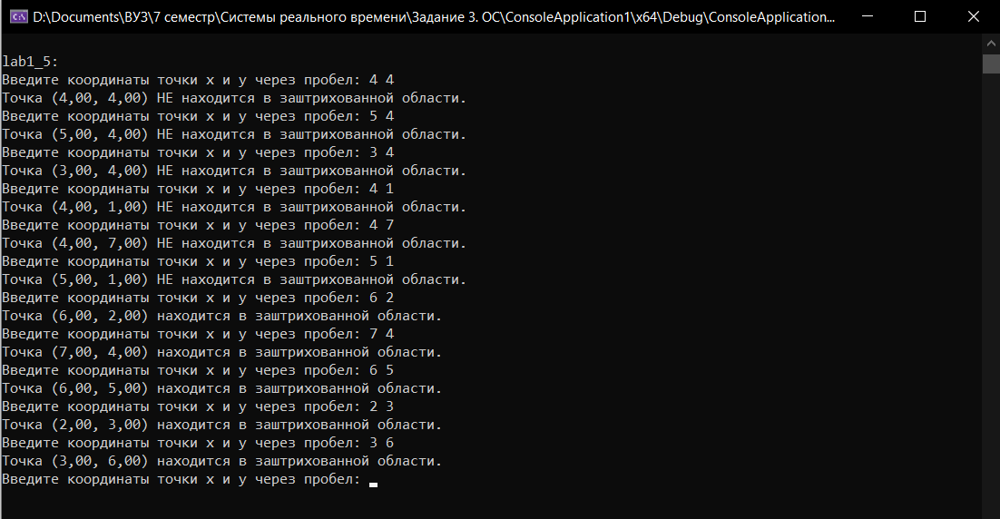 D:\Documents\ВУЗ\7 семестр\Системы реального времени\Задание 3. ОС\ConsoleApplication1\x64\Debug\ConsoleApplication...
lab1_5:
Введите координаты точки x и y через пробел: 4 4
Точка (4,00, 4,00) НЕ находится в заштрихованной области.
Введите координаты точки x и y через пробел: 5 4
Точка (5,00, 4,00) НЕ находится в заштрихованной области.
Введите координаты точки x и y через пробел: 3 4
Точка (3,00, 4,00) НЕ находится в заштрихованной области.
Введите координаты точки x и y через пробел: 4 1
Точка (4,00, 1,00) НЕ находится в заштрихованной области.
Введите координаты точки x и y через пробел: 4 7
Точка (4,00, 7,00) НЕ находится в заштрихованной области.
Введите координаты точки x и y через пробел: 5 1
Точка (5,00, 1,00) НЕ находится в заштрихованной области.
Введите координаты точки x и y через пробел: 6 2
Точка (6,00, 2,00) находится в заштрихованной области.
Введите координаты точки x и y через пробел: 7 4
Точка (7,00, 4,00) находится в заштрихованной области.
Введите координаты точки x и y через пробел: 6 5
Точка (6,00, 5,00) находится в заштрихованной области.
Введите координаты точки x и y через пробел: 2 3
Точка (2,00, 3,00) находится в заштрихованной области.
Введите координаты точки x и y через пробел: 3 6
Точка (3,00, 6,00) находится в заштрихованной области.
Введите координаты точки x и y через пробел: